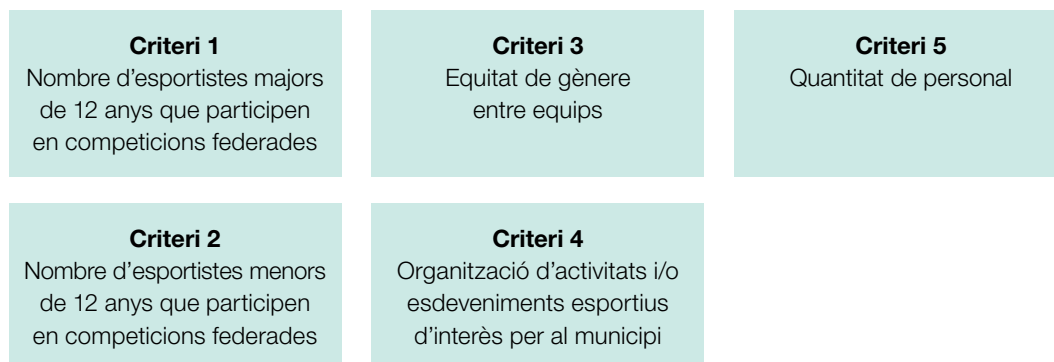 Criteri 1
Nombre d'esportistes majors
de 12 anys que participen
en competicions federades
Criteri 2
Nombre d'esportistes menors
de 12 anys que participen
en competicions federades
Criteri 3
Equitat de gènere
entre equips
Criteri 4
Organització d'activitats i/o
esdeveniments esportius
d'interès per al municipi
Criteri 5
Quantitat de personal